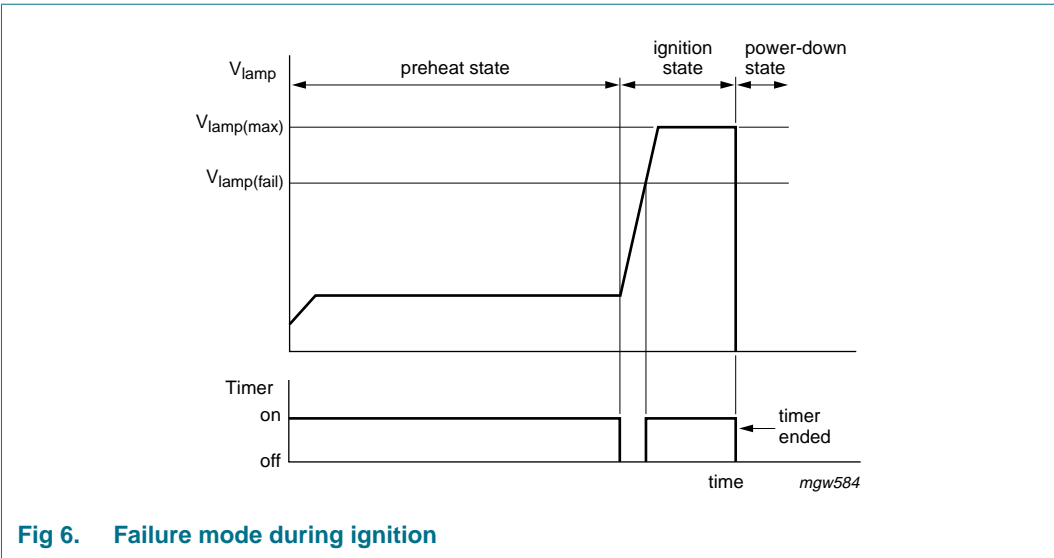 ignition power-down
Vlamp preheat state state state
Vlamp(max)
Vlamp(fail)
Timer
on
timer
ended
off
time mgw584
Fig 6. Failure mode during ignition